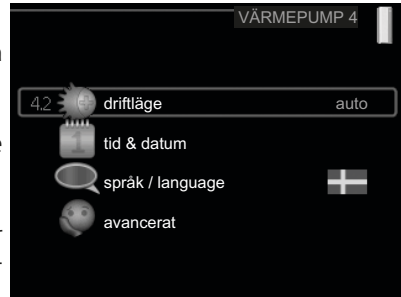 VÄRMEPUMP 4
4.2 driftläge auto
1 tid & datum
språk / language
avancerat